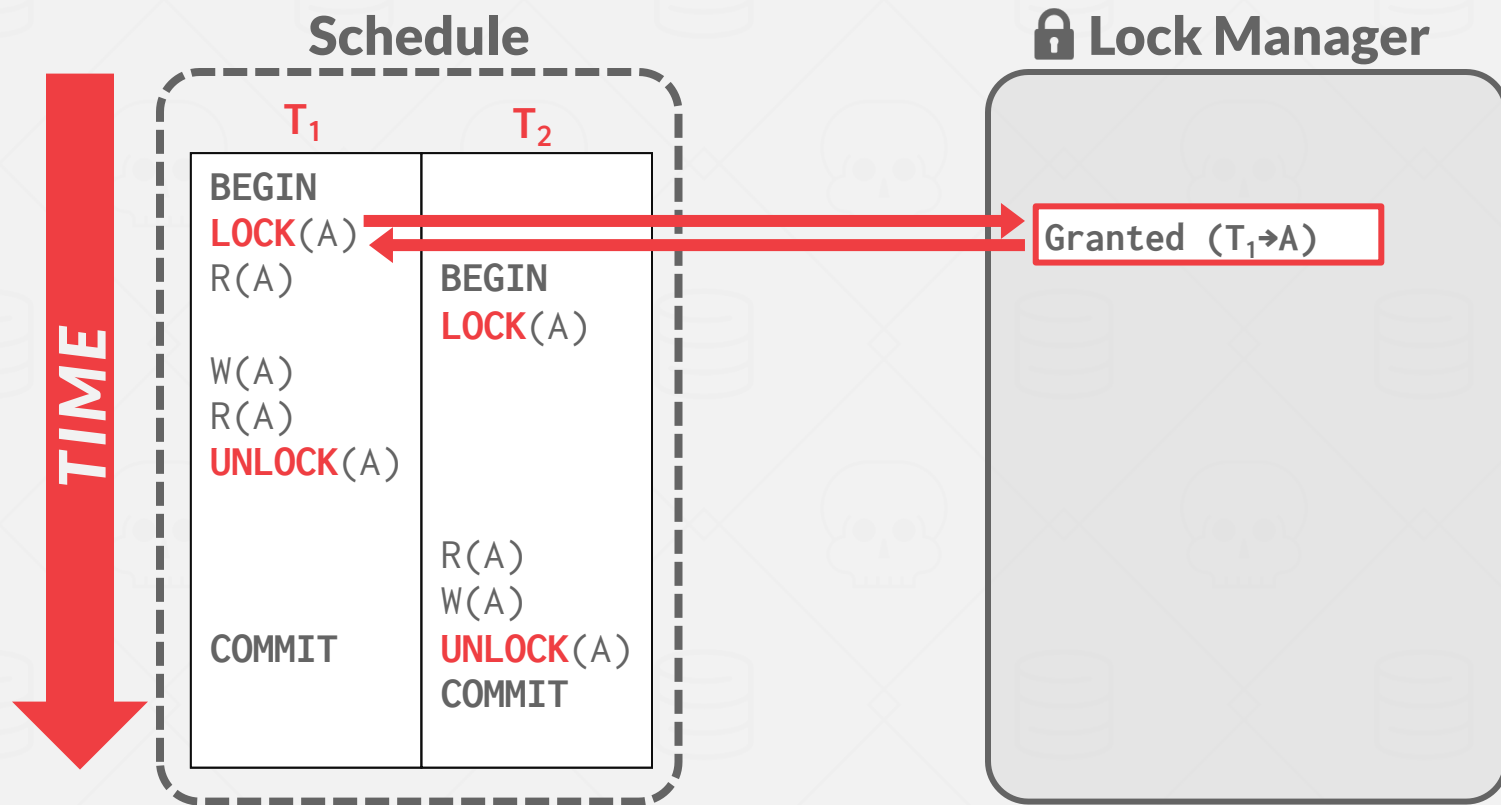 Schedule
Lock Manager
TIME
T₁ T₂
BEGIN
LOCK(A)
Granted (T₁→A)
R(A) BEGIN
LOCK(A)
W(A)
R(A)
UNLOCK(A)
R(A)
W(A)
COMMIT UNLOCK(A)
COMMIT